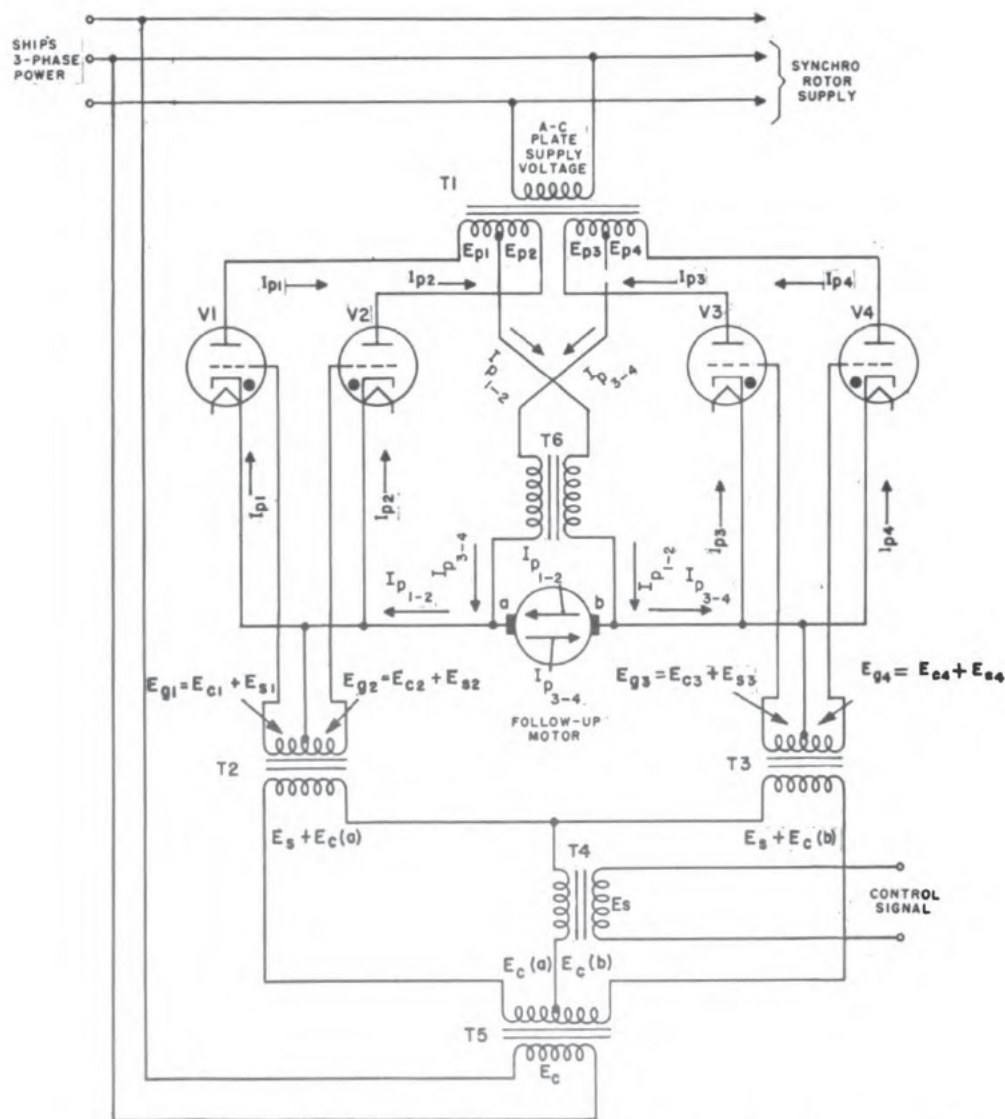 SHIP'S
3-PHASE
POWER
SYNCHRO
ROTOR
SUPPLY
A-C
PLATE
SUPPLY
VOLTAGE
T1
Ep1 Ep2 Ep3 Ep4
Ip1 Ip2 Ip3 Ip4
V1 V2 V3 V4
Ip1-2 Ip3-4
T6
Ip1 Ip2 Ip3 Ip4
Ip1-2 Ip3-4 Ip1-2 Ip1-2 Ip3-4
a b
Eg1 = Ec1 + Es1 Eg2 = Ec2 + Es2 Eg3 = Ec3 + Es3 Eg4 = Ec4 + Es4
Ip3-4
FOLLOW-UP
MOTOR
T2 T3
Es + Ec(a) Es + Ec(b)
T4
Es
CONTROL
SIGNAL
Ec(a) Ec(b)
T5
Ec